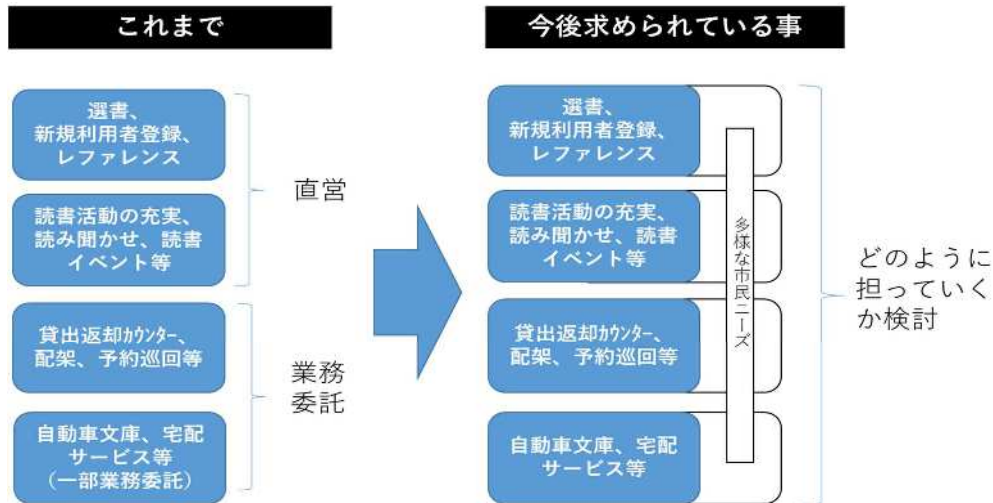 これまで
選書、
新規利用者登録、
レファレンス
読書活動の充実、
読み聞かせ、読書
イベント等
直営
貸出返却ｶｳﾝﾀｰ、
配架、予約巡回等
自動車文庫、宅配
サービス等
（一部業務委託）
業務
委託
今後求められている事
選書、
新規利用者登録、
レファレンス
読書活動の充実、
読み聞かせ、読書
イベント等
貸出返却ｶｳﾝﾀｰ、
配架、予約巡回等
自動車文庫、宅配
サービス等
多様な市民ニーズ
どのように
担っていく
か検討